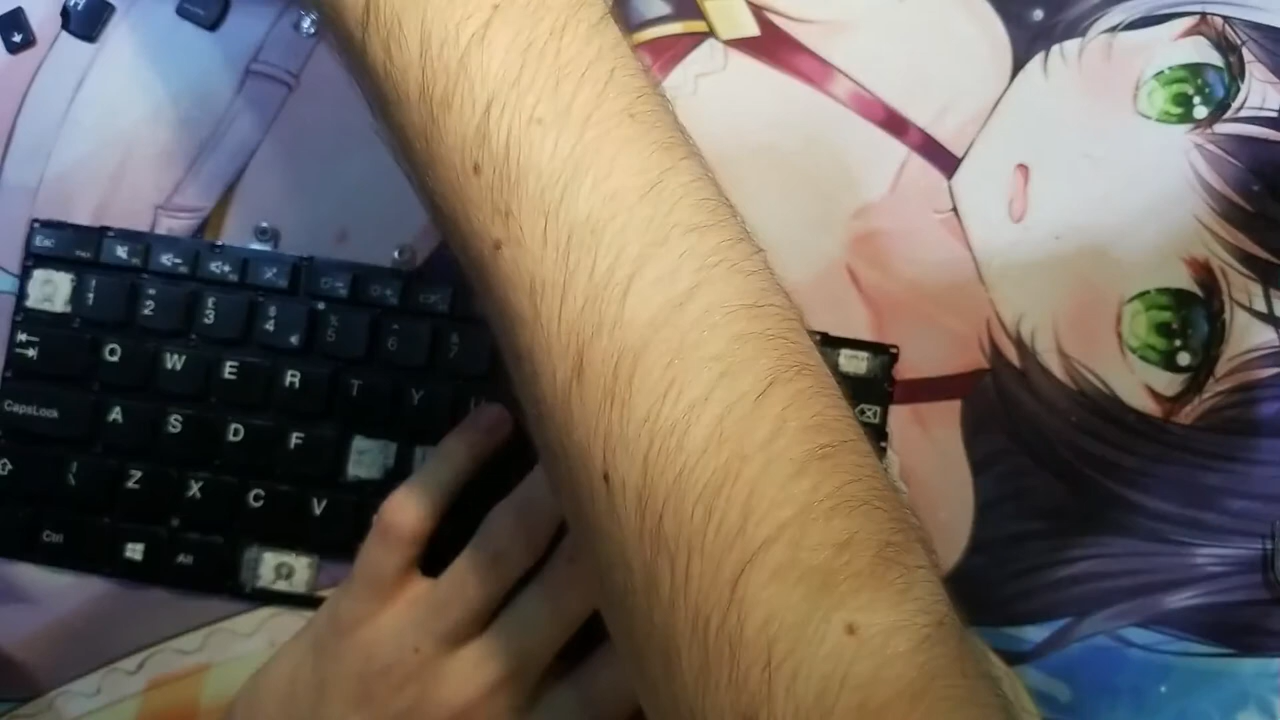 Esc
1 " 2 £ 3 $ 4 % 5 ^ 6 & 7
Q W E R T Y U
CapsLock A S D F
Z X C V
Ctrl Alt